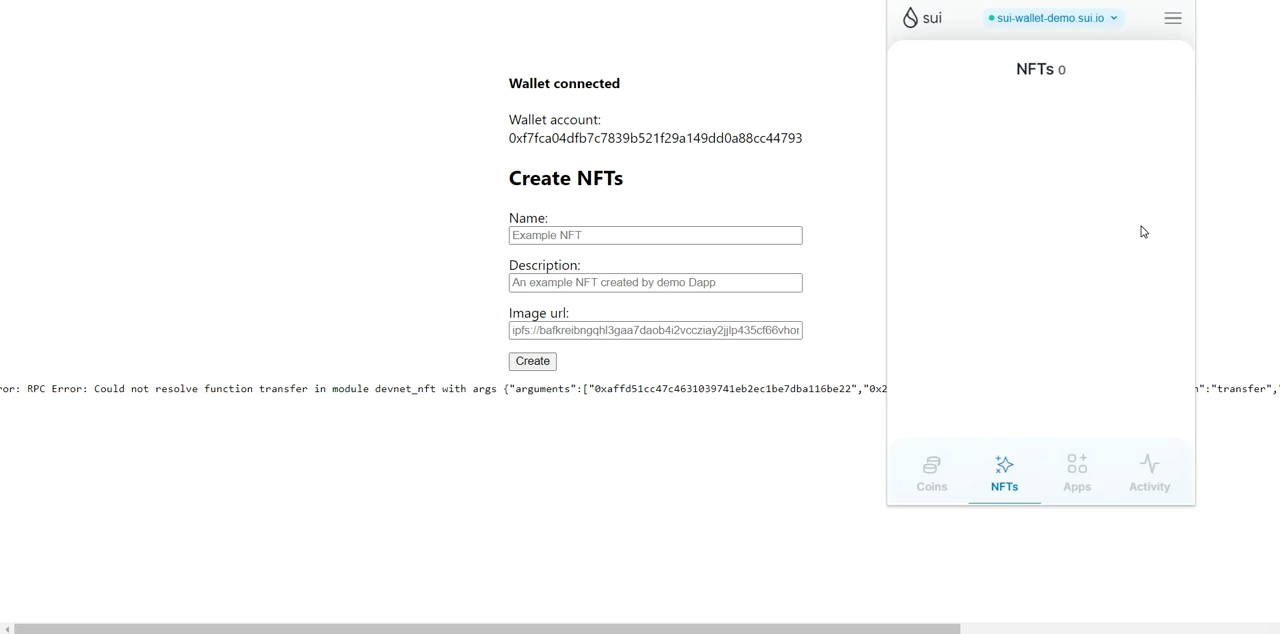 Wallet connected
Wallet account:
0xf7fca04dfb7c7839b521f29a149dd0a88cc44793
Create NFTs
Name:
Example NFT
Description:
An example NFT created by demo Dapp
Image url:
ipfs://bafkreibngqhl3gaa7daob4i2vccziay2jjlp435cf66vhor
Create
ror: RPC Error: Could not resolve function transfer in module devnet_nft with args {"arguments":["0xaffd51cc47c4631039741eb2ec1be7dba116be22","0x2
n":"transfer",
sui
sui-wallet-demo.sui.io
NFTs 0
Coins
NFTs
Apps
Activity